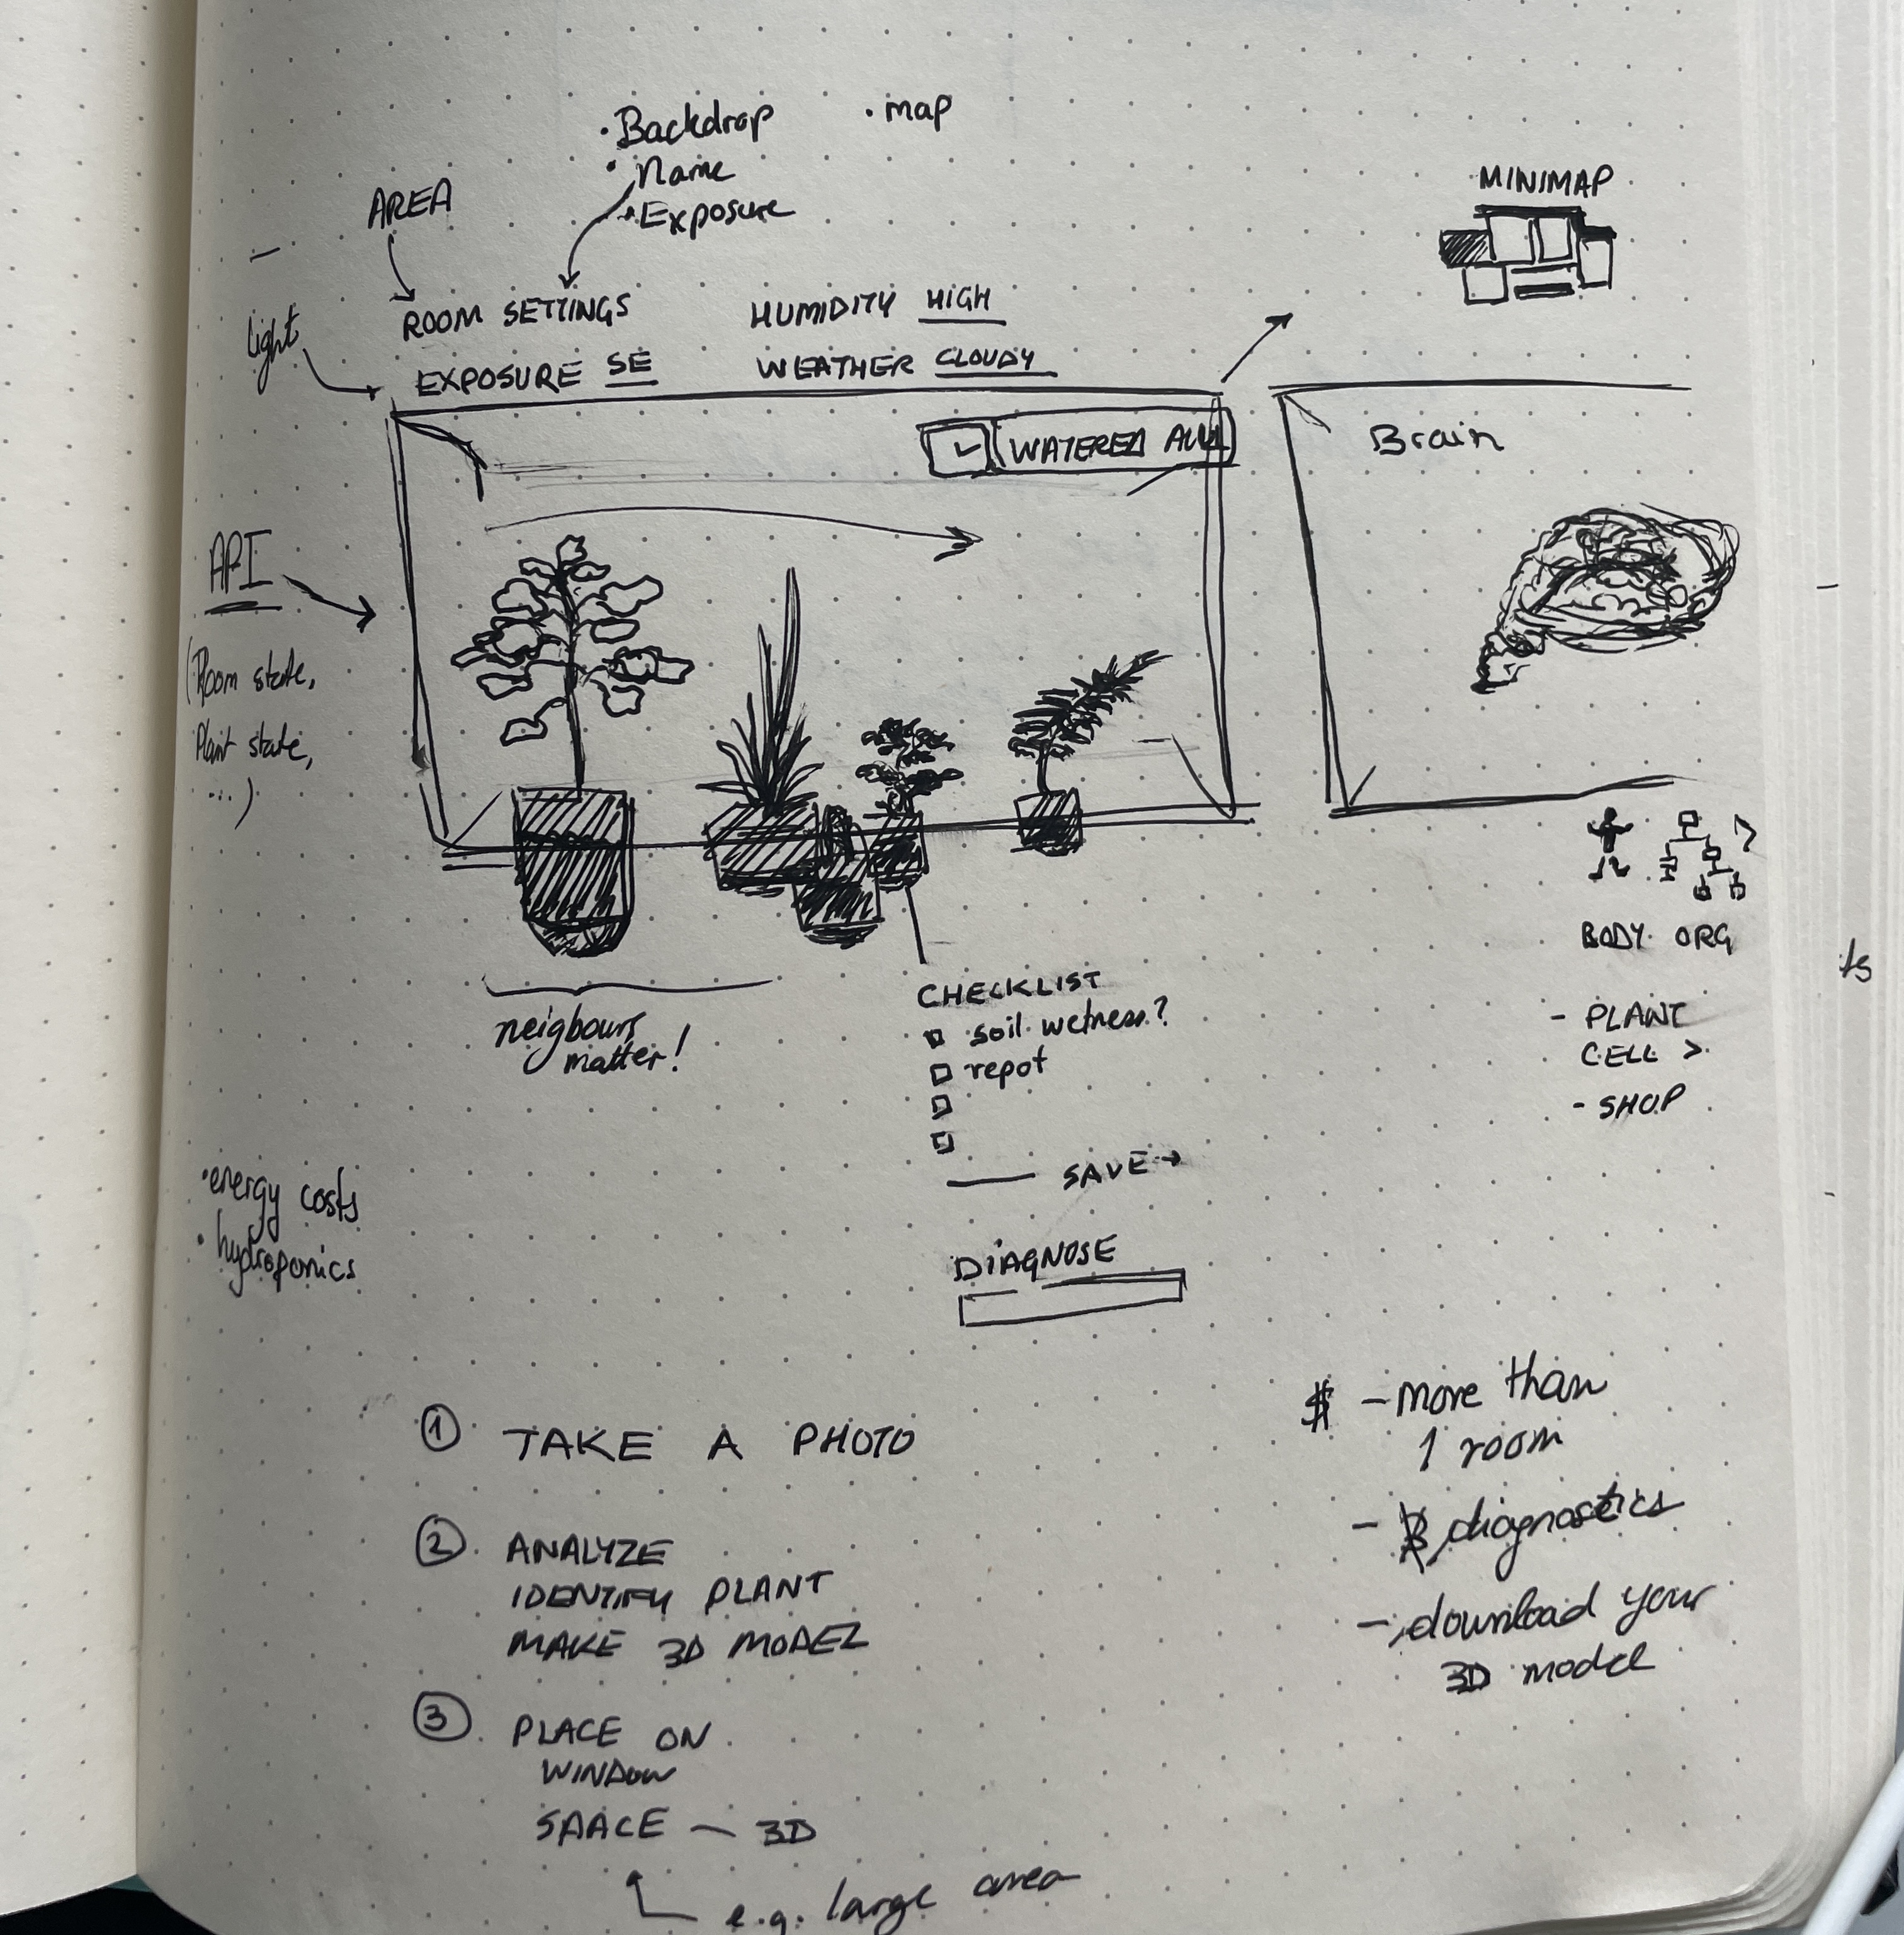 • Backdrop
• map
• Name
• Exposure
AREA
MINIMAP
Light
ROOM SETTINGS
HUMIDITY HIGH
EXPOSURE SE
WEATHER CLOUDY
WATERED ALL
Brain
API
(Room state,
Plant state,
...)
BODY ORG
neigbours
matter!
CHECKLIST
soil wetness?
repot
SAVE →
DIAGNOSE
- PLANT
CELL >
- SHOP
ts
• energy costs
• hydroponics
① TAKE A PHOTO
② ANALYZE
IDENTIFY PLANT
MAKE 3D MODEL
③ PLACE ON
WINDOW
SAACE — 3D
e.g. large area
$ - more than
1 room
- diagnostics
- download your
3D model